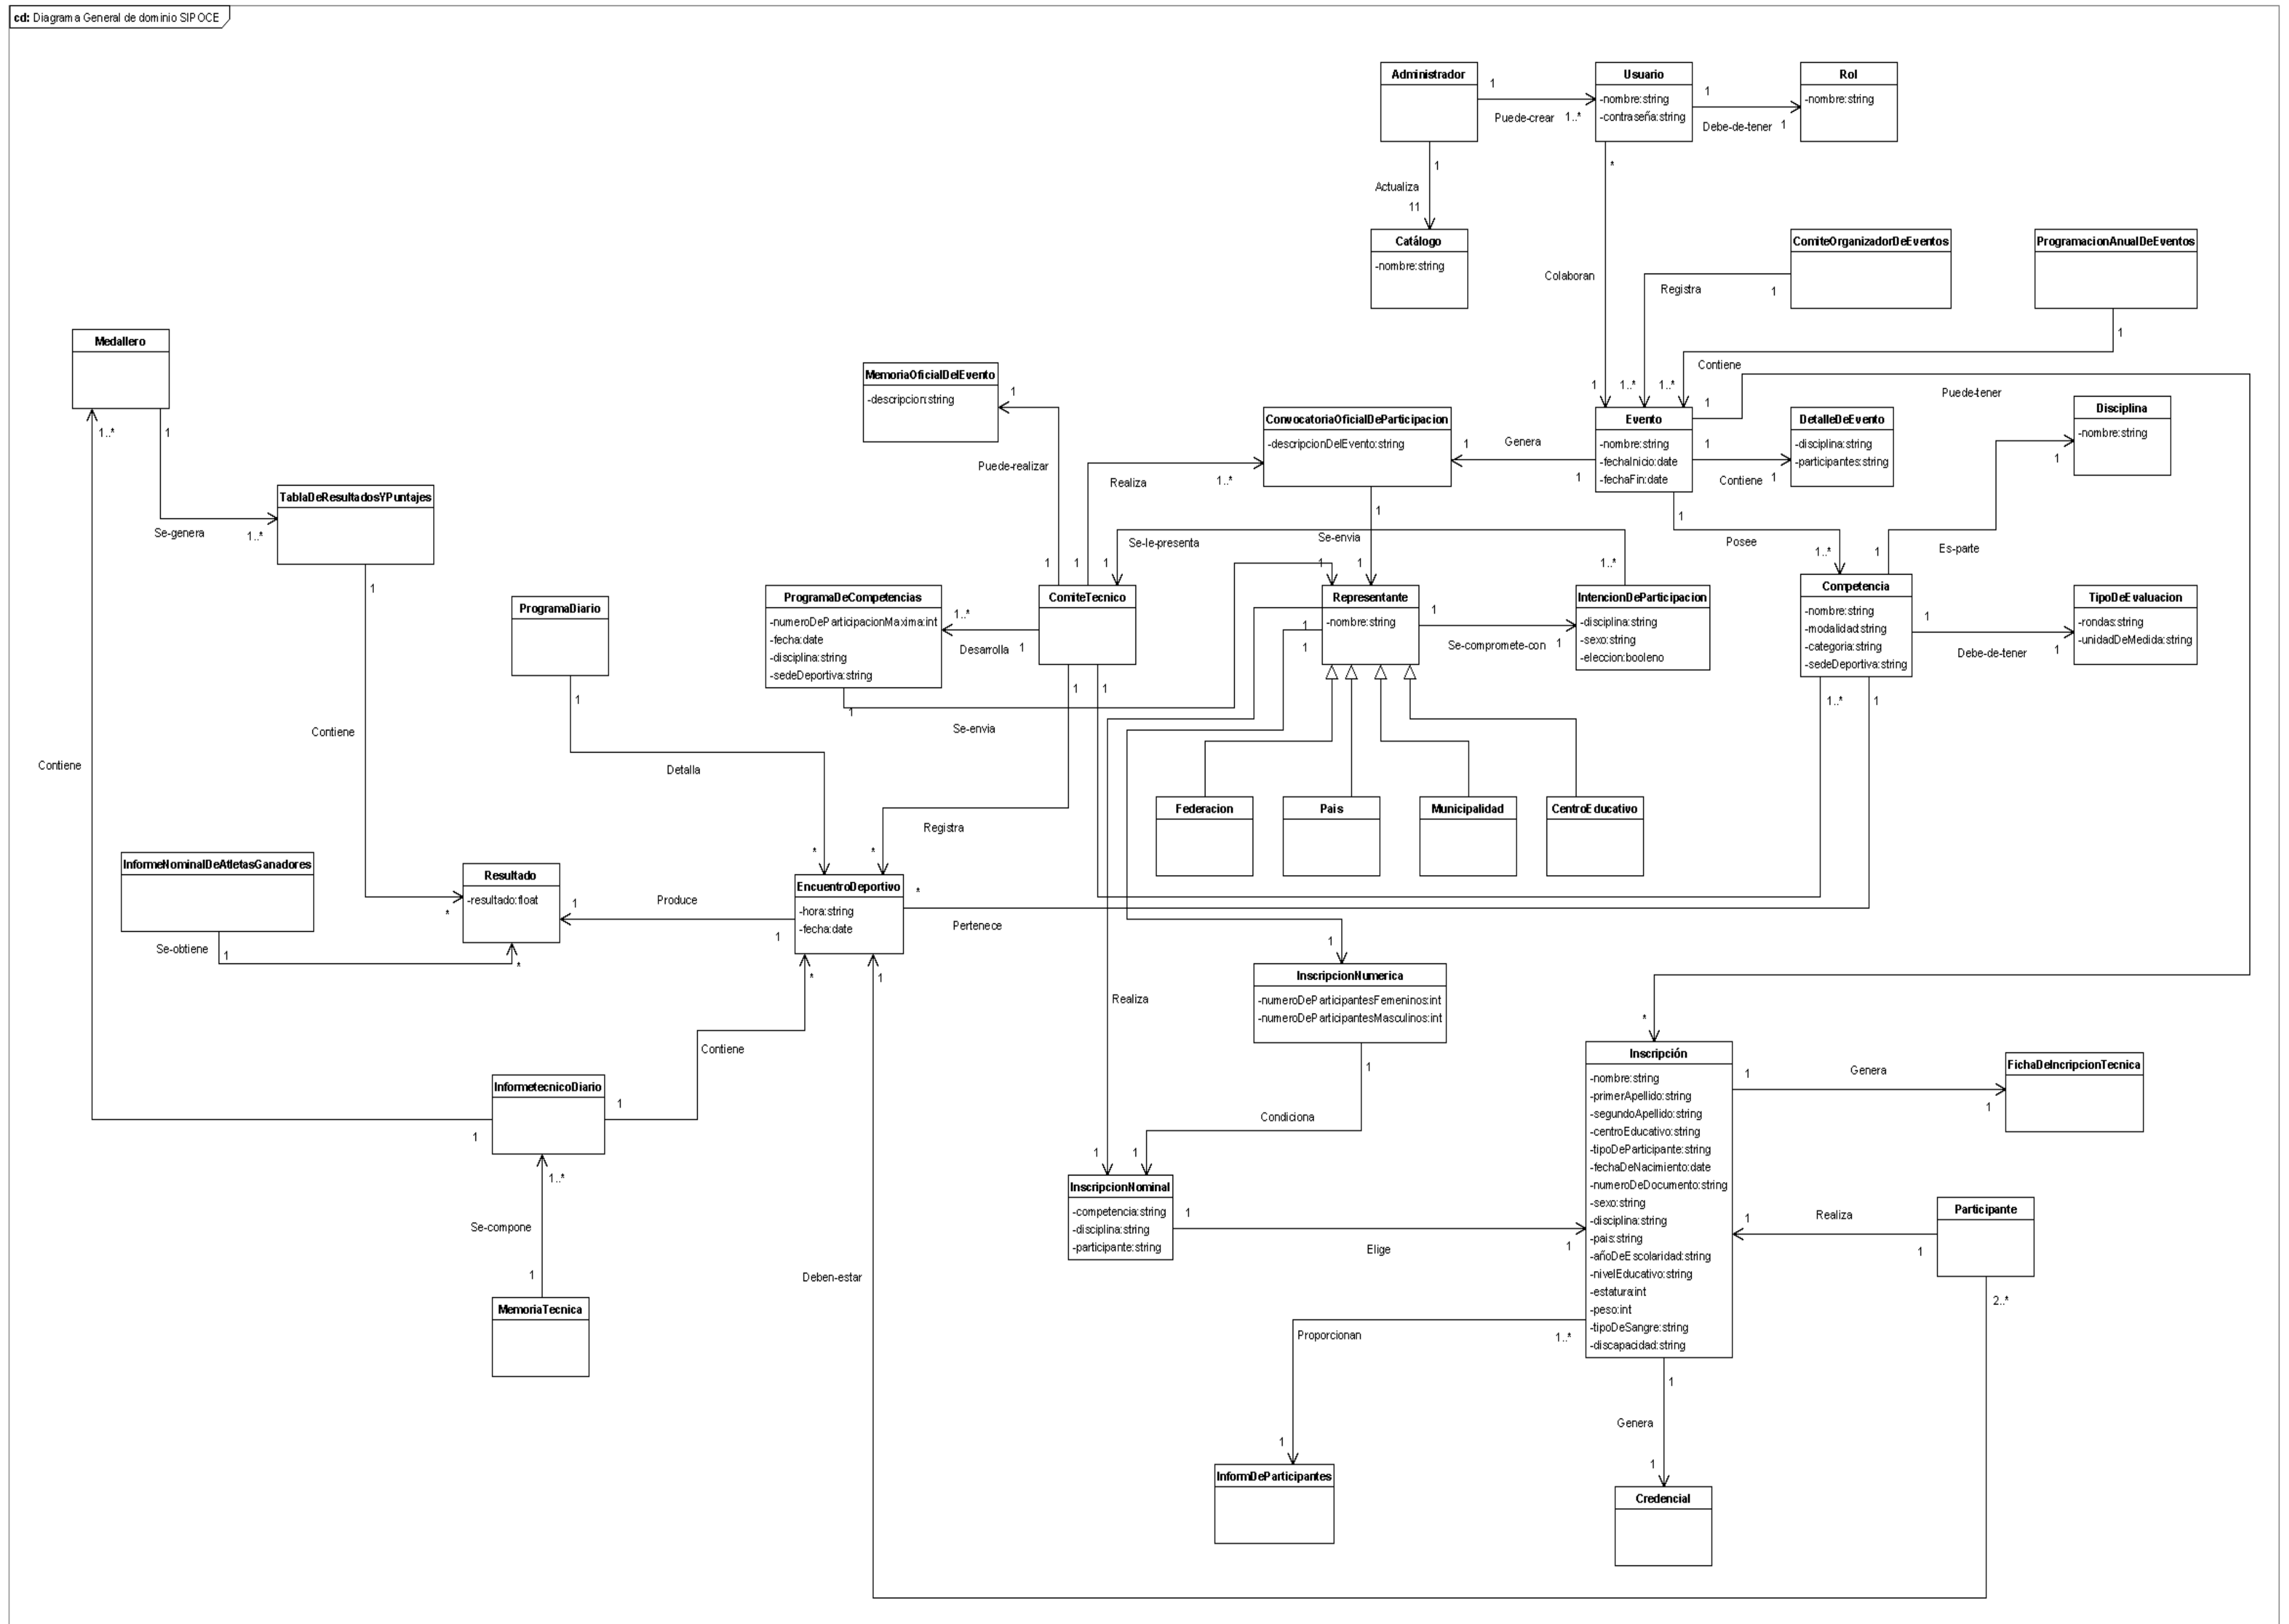 cd: Diagrama General de dominio SIPOCE
Administrador
Usuario
-nombre:string
-contraseña:string
Rol
-nombre:string
1
Puede-crear
1..*
1
Debe-de-tener
1
1
Actualiza
11
Catálogo
-nombre:string
*
Colaboran
1
ComiteOrganizadorDeEventos
Registra
1
1..*
ProgramacionAnualDeEventos
1
Contiene
1..*
Medallero
1..*
1
MemoriaOficialDelEvento
-descripcion:string
1
Puede-realizar
1
ConvocatoriaOficialDeParticipacion
-descripcionDelEvento:string
1
Genera
1
Evento
-nombre:string
-fechaInicio:date
-fechaFin:date
1
Puede-tener
*
1
Contiene
1
DetalleDeEvento
-disciplina:string
-participantes:string
Disciplina
-nombre:string
1
Es-parte
1
Realiza
1..*
1
TablaDeResultadosYPuntajes
Se-genera
1..*
1
Se-envia
1
Se-le-presenta
1
1..*
1
Posee
1..*
ProgramaDiario
1
ProgramaDeCompetencias
-numeroDeParticipacionMaxima:int
-fecha:date
-disciplina:string
-sedeDeportiva:string
1..*
Desarrolla
1
ComiteTecnico
Representante
-nombre:string
1
Se-compromete-con
1
IntencionDeParticipacion
-disciplina:string
-sexo:string
-eleccion:booleno
Competencia
-nombre:string
-modalidad:string
-categoria:string
-sedeDeportiva:string
1
Debe-de-tener
1
TipoDeEvaluacion
-rondas:string
-unidadDeMedida:string
1
1
1
1
1
Se-envia
1
1
1..*
1
Contiene
1
Contiene
*
Detalla
*
Registra
*
Federacion
Pais
Municipalidad
CentroEducativo
InformeNominalDeAtletasGanadores
Se-obtiene
1
*
Resultado
-resultado:float
1
Produce
1
EncuentroDeportivo
-hora:string
-fecha:date
*
Pertenece
*
1
Realiza
1
1
InscripcionNumerica
-numeroDeParticipantesFemeninos:int
-numeroDeParticipantesMasculinos:int
1
Condiciona
1
Contiene
InformetecnicoDiario
1
1
1..*
Se-compone
1
MemoriaTecnica
Deben-estar
InscripcionNominal
-competencia:string
-disciplina:string
-participante:string
1
Elige
1
Inscripción
-nombre:string
-primerApellido:string
-segundoApellido:string
-centroEducativo:string
-tipoDeParticipante:string
-fechaDeNacimiento:date
-numeroDeDocumento:string
-sexo:string
-disciplina:string
-pais:string
-añoDeEscolaridad:string
-nivelEducativo:string
-estatura:int
-peso:int
-tipoDeSangre:string
-discapacidad:string
1
Genera
1
FichaDeIncripcionTecnica
1
Realiza
1
Participante
2..*
Proporcionan
1..*
1
InformDeParticipantes
1
Genera
1
Credencial